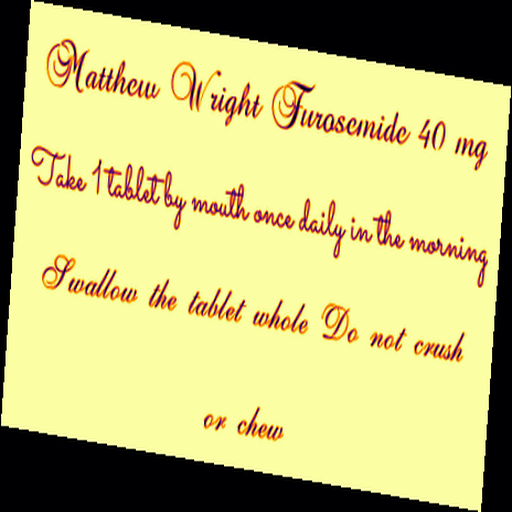 Matthew Wright Furosemide 40 mg
Take 1 tablet by mouth once daily in the morning
Swallow the tablet whole Do not crush
or chew